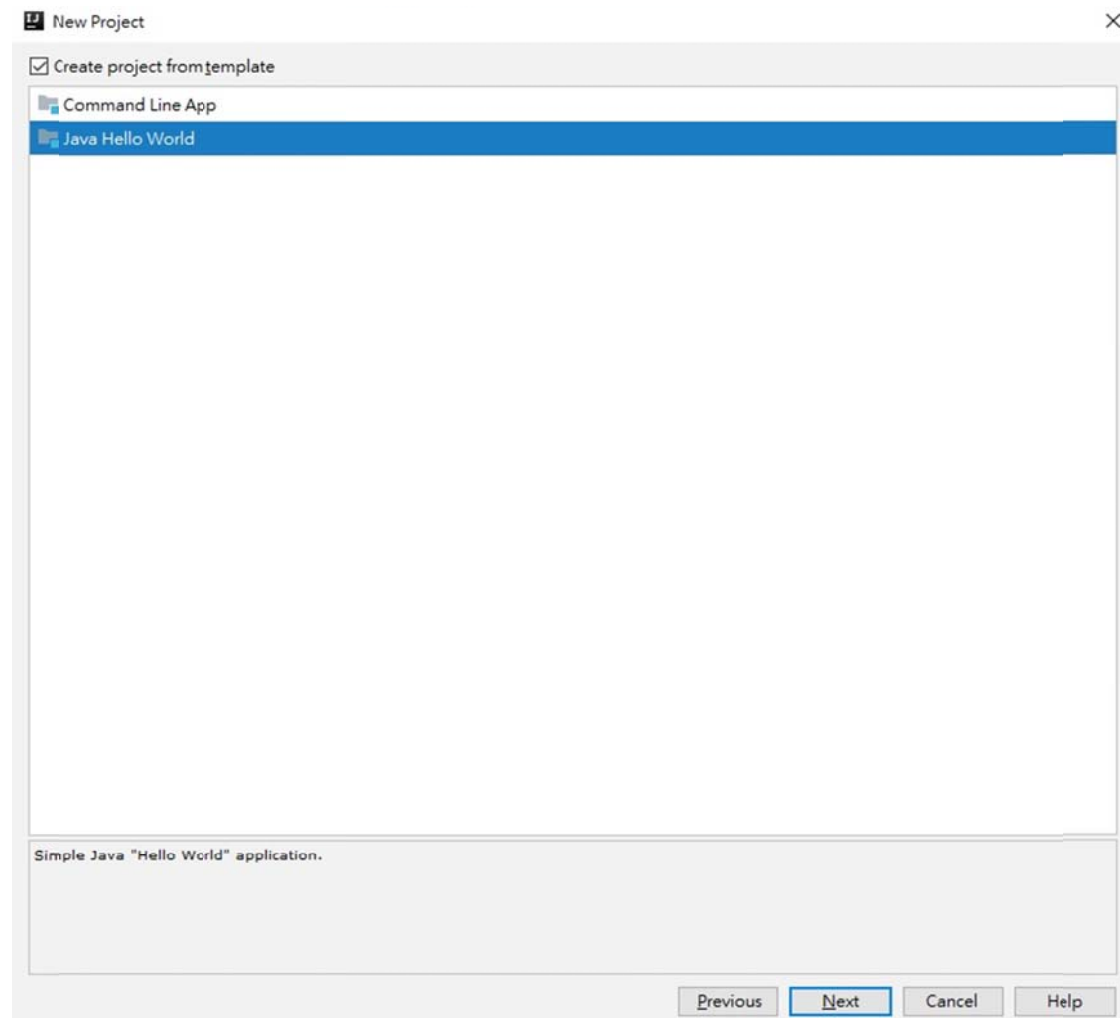 New Project
Create project from template
Command Line App
Java Hello World
Simple Java "Hello World" application.
Previous Next Cancel Help